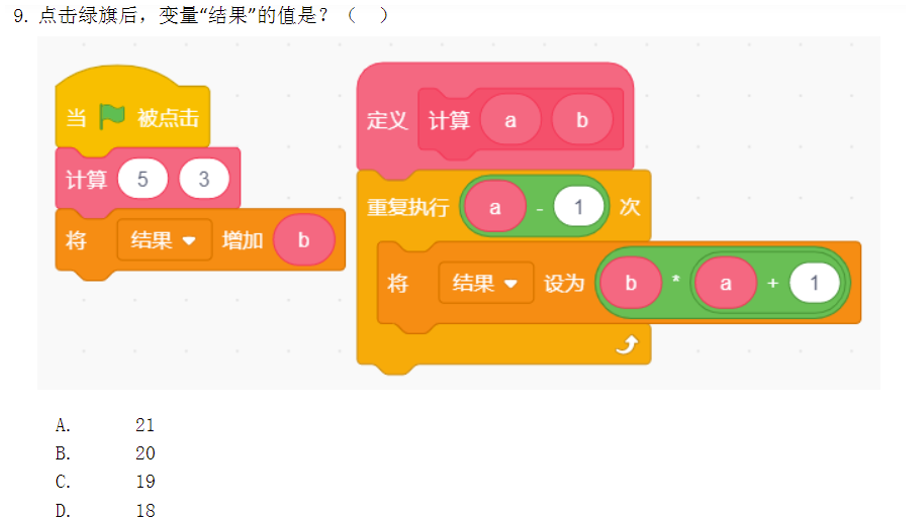 9. 点击绿旗后，变量“结果”的值是？（ ）
当 被点击
计算 5 3
将 结果 增加 b
定义 计算 a b
重复执行 a - 1 次
将 结果 设为 b * a + 1
A. 21
B. 20
C. 19
D. 18